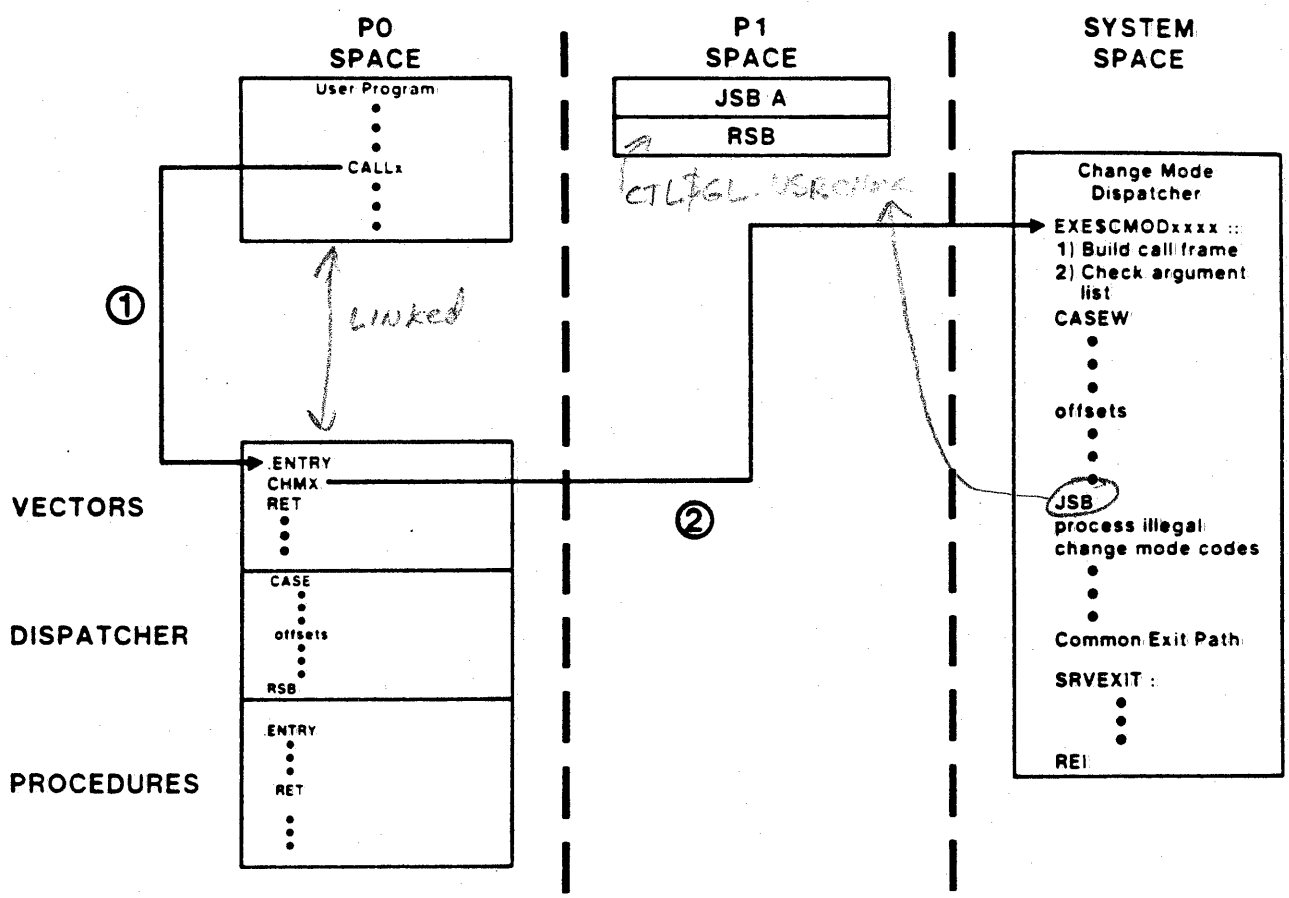 P0
SPACE
User Program
CALLx
①
LINKed
VECTORS
.ENTRY
CHMX
RET
DISPATCHER
CASE
offsets
RSB
PROCEDURES
.ENTRY
RET
P1
SPACE
JSB A
RSB
②
SYSTEM
SPACE
Change Mode
Dispatcher
EXE$CMODxxxx ::
1) Build call frame
2) Check argument
list
CASEW
offsets
JSB
process illegal
change mode codes
Common Exit Path
SRVEXIT :
REI